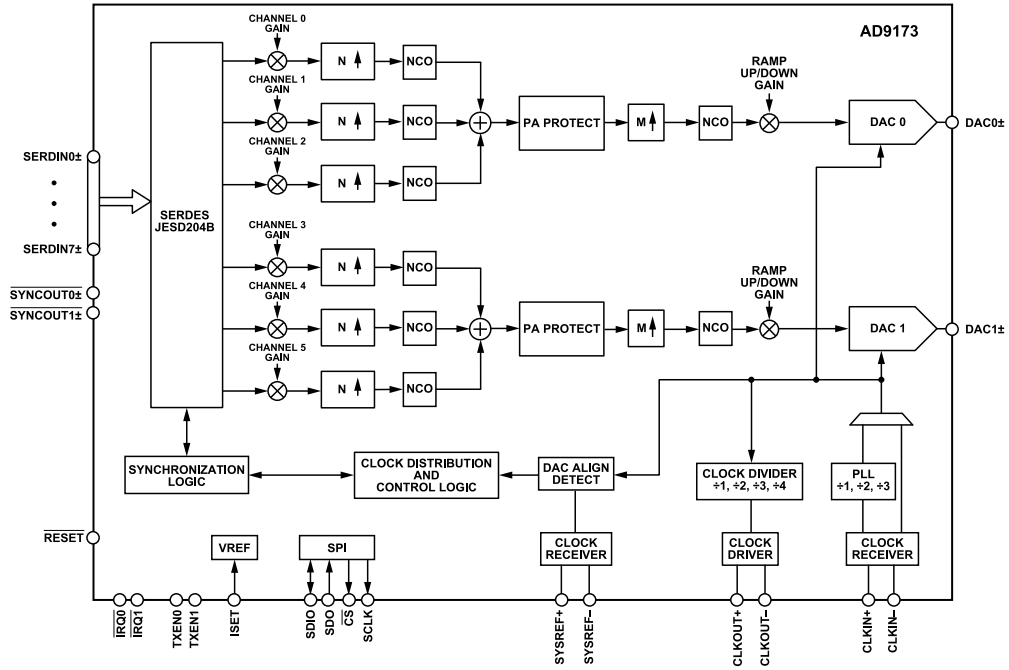 AD9173
CHANNEL 0
GAIN
N
NCO
CHANNEL 1
GAIN
N
NCO
CHANNEL 2
GAIN
N
NCO
PA PROTECT
M
NCO
RAMP
UP/DOWN
GAIN
DAC 0
DAC0±
SERDIN0±
SERDIN7±
SERDES
JESD204B
SYNCOUT0±
SYNCOUT1±
CHANNEL 3
GAIN
N
NCO
CHANNEL 4
GAIN
N
NCO
CHANNEL 5
GAIN
N
NCO
PA PROTECT
M
NCO
RAMP
UP/DOWN
GAIN
DAC 1
DAC1±
SYNCHRONIZATION
LOGIC
CLOCK DISTRIBUTION
AND
CONTROL LOGIC
DAC ALIGN
DETECT
CLOCK DIVIDER
÷1, ÷2, ÷3, ÷4
PLL
÷1, ÷2, ÷3
RESET
VREF
SPI
CLOCK
RECEIVER
CLOCK
DRIVER
CLOCK
RECEIVER
IRQ0
IRQ1
TXEN0
TXEN1
ISET
SDIO
SDO
CS
SCLK
SYSREF+
SYSREF–
CLKOUT+
CLKOUT–
CLKIN+
CLKIN–